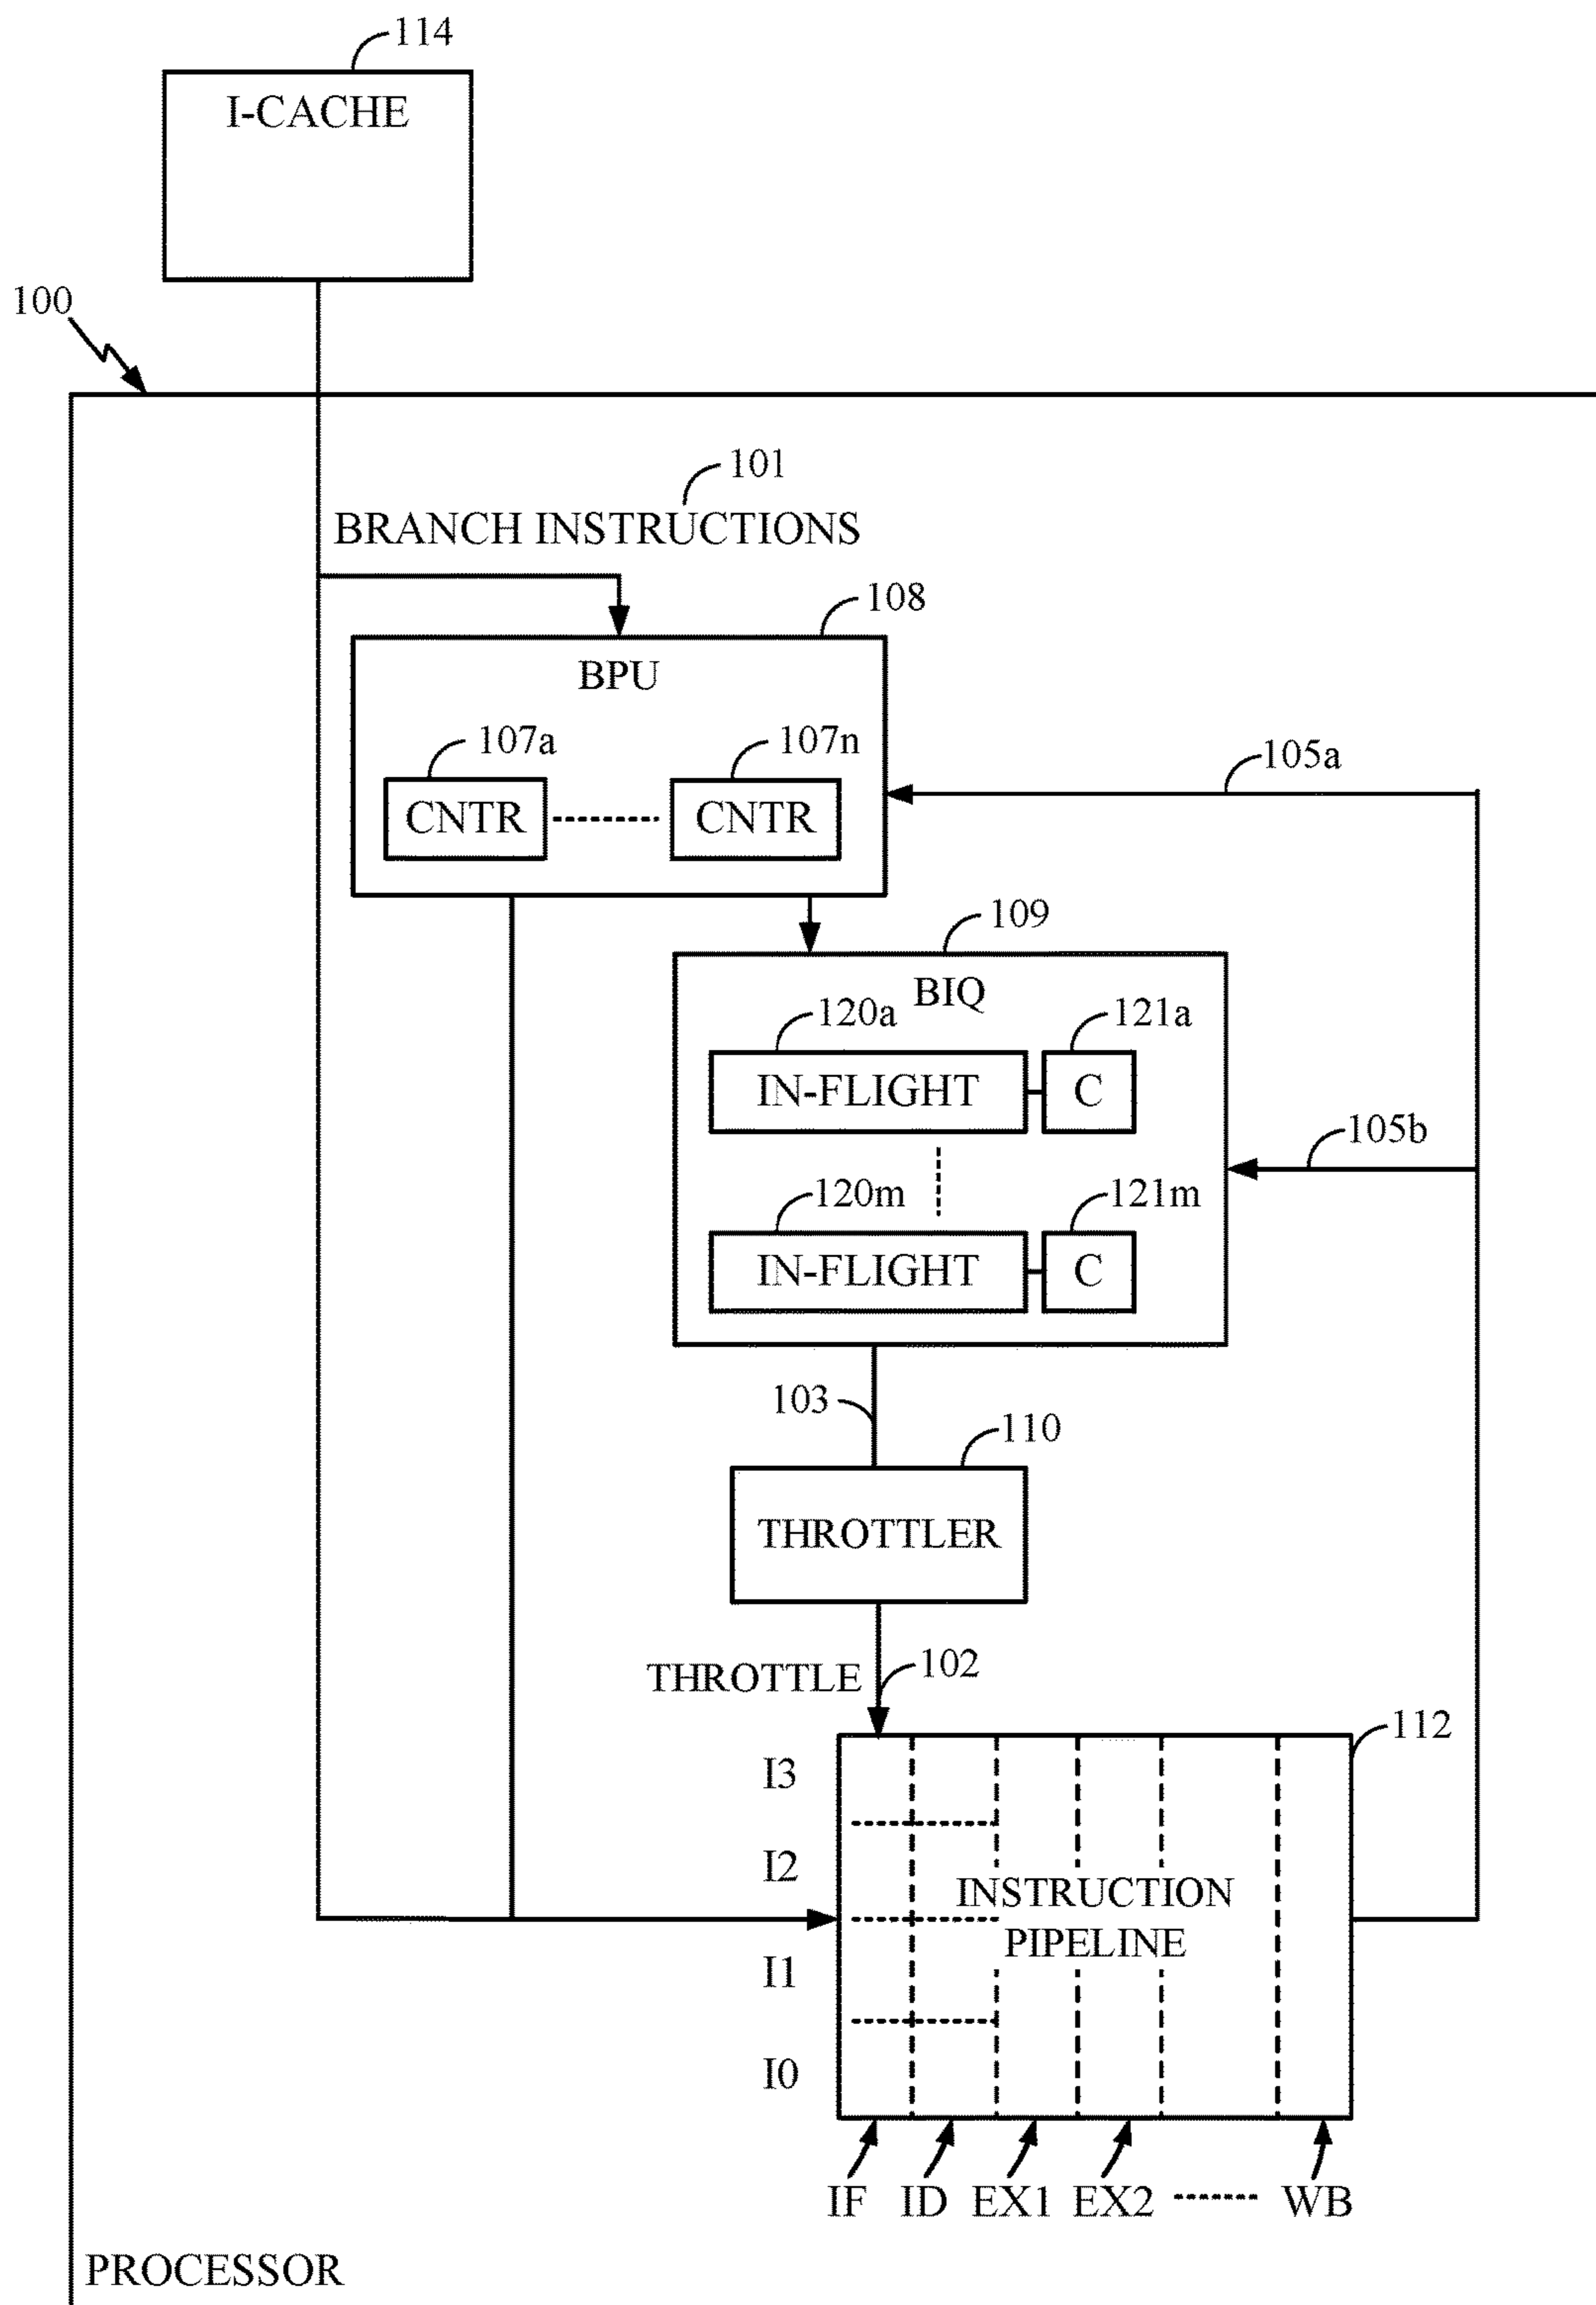 114
I-CACHE
100
101
BRANCH INSTRUCTIONS
108
BPU
107a
107n
105a
CNTR
CNTR
109
BIQ
120a
121a
IN-FLIGHT
C
105b
120m
121m
IN-FLIGHT
C
103
110
THROTTLER
THROTTLE
102
112
I3
I2
INSTRUCTION
PIPELINE
I1
I0
IF
ID
EX1
EX2
WB
PROCESSOR